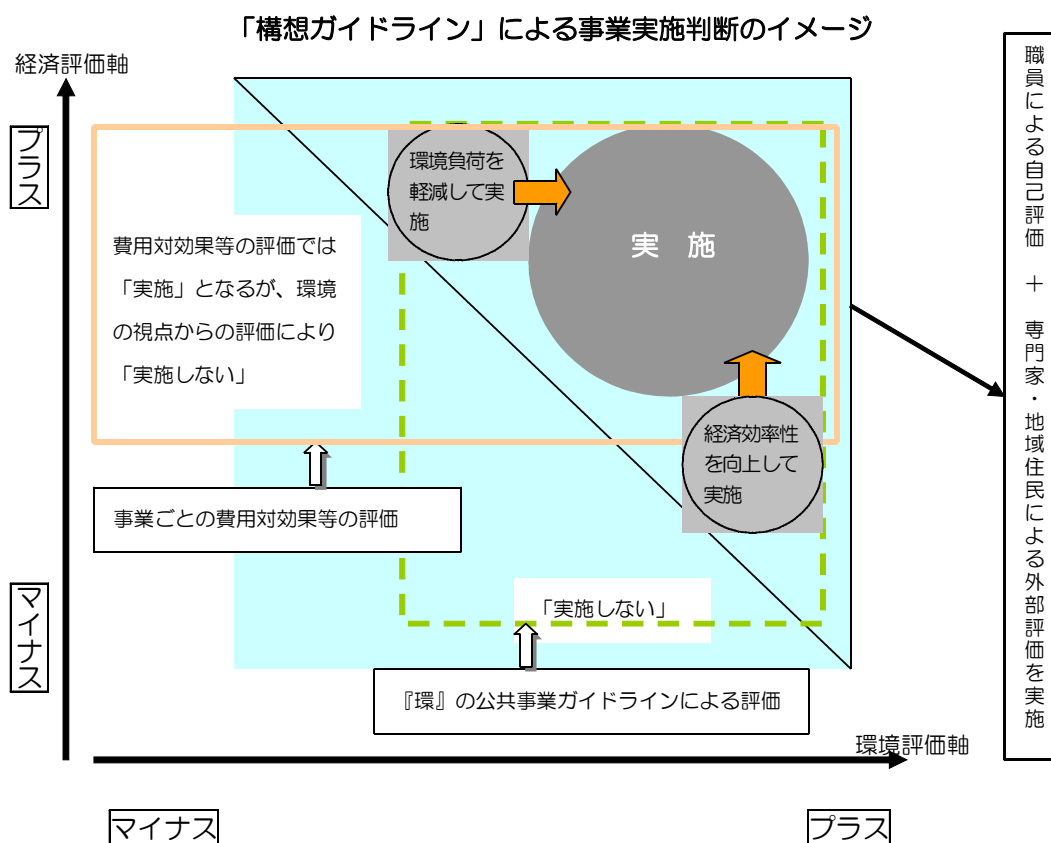 「構想ガイドライン」による事業実施判断のイメージ
経済評価軸
プラス
環境負荷を
軽減して実
施
実　施
費用対効果等の評価では
「実施」となるが、環境
の視点からの評価により
「実施しない」
経済効率性
を向上して
実施
事業ごとの費用対効果等の評価
マイナス
「実施しない」
『環』の公共事業ガイドラインによる評価
環境評価軸
マイナス
プラス
職員による自己評価　＋　専門家・地域住民による外部評価を実施